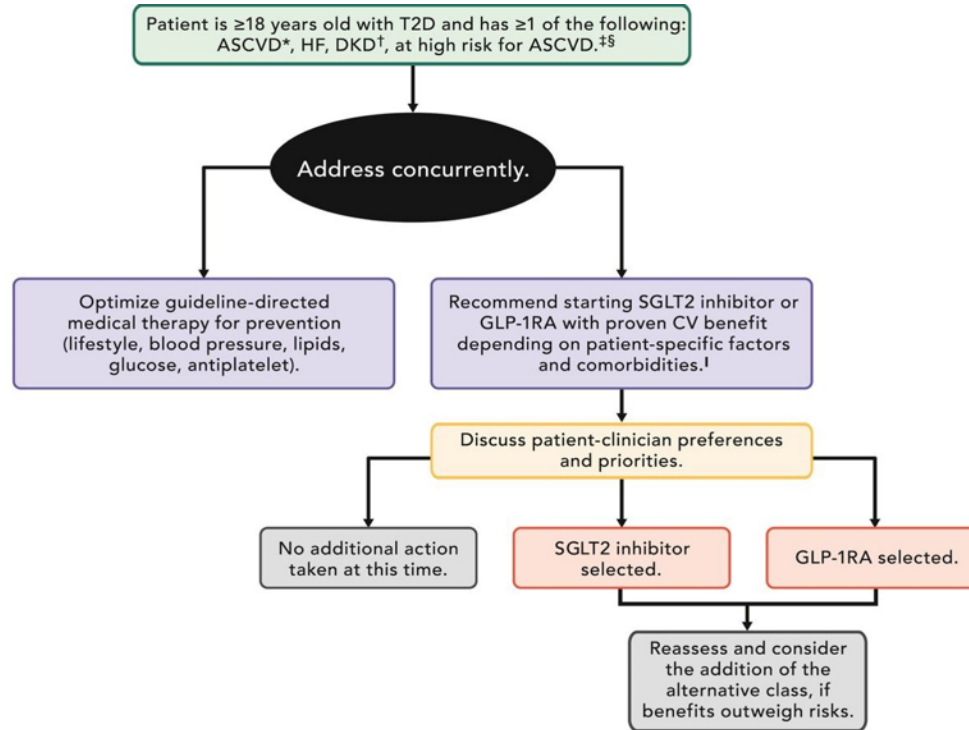 Patient is ≥18 years old with T2D and has ≥1 of the following:
ASCVD*, HF, DKD†, at high risk for ASCVD.‡§
Address concurrently.
Optimize guideline-directed
medical therapy for prevention
(lifestyle, blood pressure, lipids,
glucose, antiplatelet).
Recommend starting SGLT2 inhibitor or
GLP-1RA with proven CV benefit
depending on patient-specific factors
and comorbidities.I
Discuss patient-clinician preferences
and priorities.
No additional action
taken at this time.
SGLT2 inhibitor
selected.
GLP-1RA selected.
Reassess and consider
the addition of the
alternative class, if
benefits outweigh risks.